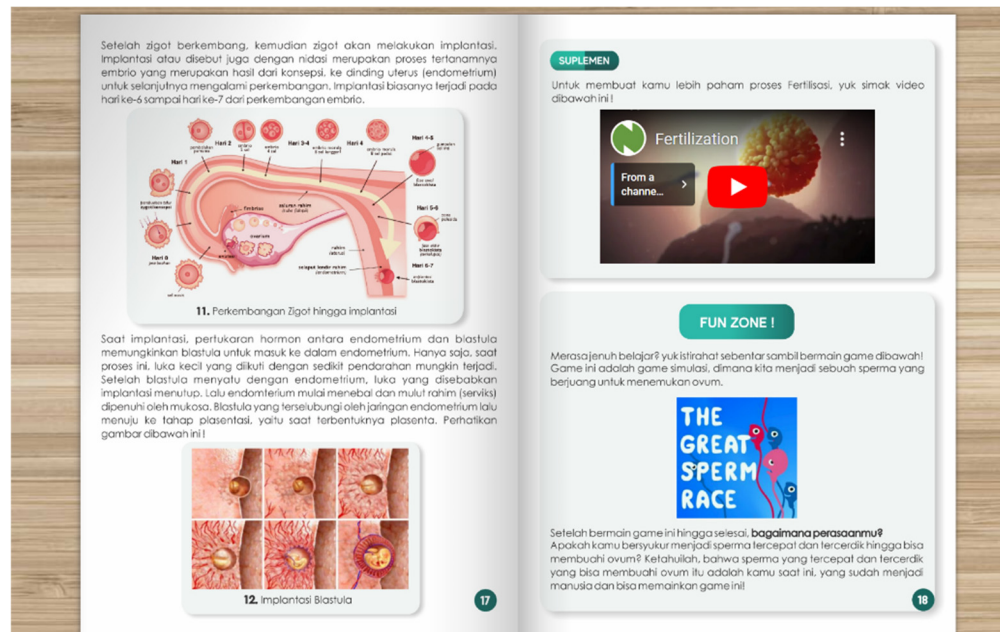 Setelah zigot berkembang, kemudian zigot akan melakukan implantasi.
Implantasi atau disebut juga dengan nidasi merupakan proses tertanamnya
embrio yang merupakan hasil dari konsepsi, ke dinding uterus (endometrium)
untuk selanjutnya mengalami perkembangan. Implantasi biasanya terjadi pada
hari ke-6 sampai hari ke-7 dari perkembangan embrio.
Hari 2
Hari 3-4
Hari 4
Hari 4-5
Hari 1
Hari 5-6
fimbriae
saluran rahim
ovarium
rahim
selaput lendir rahim
Hari 0
Hari 6-7
sel telur
11. Perkembangan Zigot hingga implantasi
Saat implantasi, pertukaran hormon antara endometrium dan blastula
memungkinkan blastula untuk masuk ke dalam endometrium. Hanya saja, saat
proses ini, luka kecil yang diikuti dengan sedikit pendarahan mungkin terjadi.
Setelah blastula menyatu dengan endometrium, luka yang disebabkan
implantasi menutup. Lalu endomterium mulai menebal dan mulut rahim (serviks)
dipenuhi oleh mukosa. Blastula yang terselubungi oleh jaringan endometrium lalu
menuju ke tahap plasentasi, yaitu saat terbentuknya plasenta. Perhatikan
gambar dibawah ini !
12. Implantasi Blastula
17
SUPLEMEN
Untuk membuat kamu lebih paham proses Fertilisasi, yuk simak video
dibawah ini !
Fertilization
From a
channe...
FUN ZONE !
Merasa jenuh belajar? yuk istirahat sebentar sambil bermain game dibawah!
Game ini adalah game simulasi, dimana kita menjadi sebuah sperma yang
berjuang untuk menemukan ovum.
THE
GREAT
SPERM
RACE
Setelah bermain game ini hingga selesai, bagaimana perasaanmu?
Apakah kamu bersyukur menjadi sperma tercepat dan tercerdik hingga bisa
membuahi ovum? Ketahuilah, bahwa sperma yang tercepat dan tercerdik
yang bisa membuahi ovum itu adalah kamu saat ini, yang sudah menjadi
manusia dan bisa memainkan game ini!
18